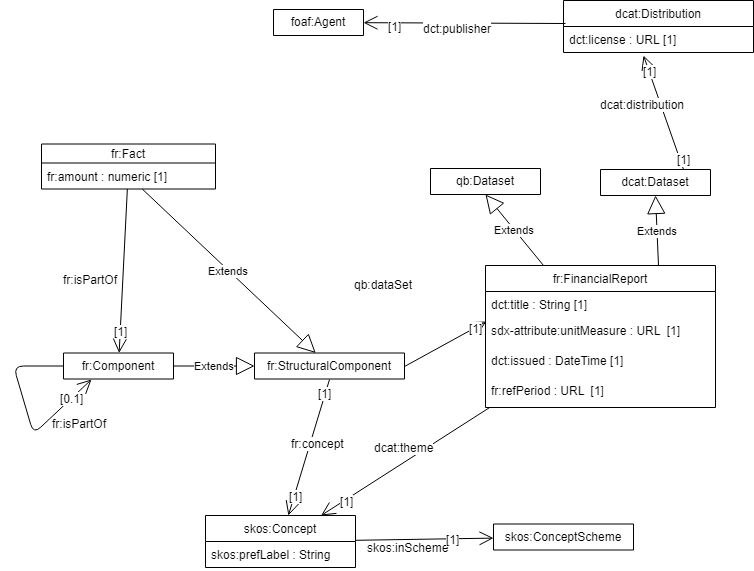 dcat:Distribution
foaf:Agent
[1]
dct:publisher
dct:license : URL [1]
[1]
dcat:distribution
fr:Fact
[1]
fr:amount : numeric [1]
qb:Dataset
dcat:Dataset
Extends
Extends
Extends
fr:isPartOf
qb:dataSet
fr:FinancialReport
dct:title : String [1]
[1]
[1]
sdx-attribute:unitMeasure : URL [1]
fr:Component
Extends
fr:StructuralComponent
dct:issued : DateTime [1]
[0.1]
[1]
fr:refPeriod : URL [1]
fr:isPartOf
fr:concept
dcat:theme
[1]
[1]
skos:Concept
skos:inScheme
[1]
skos:ConceptScheme
skos:prefLabel : String